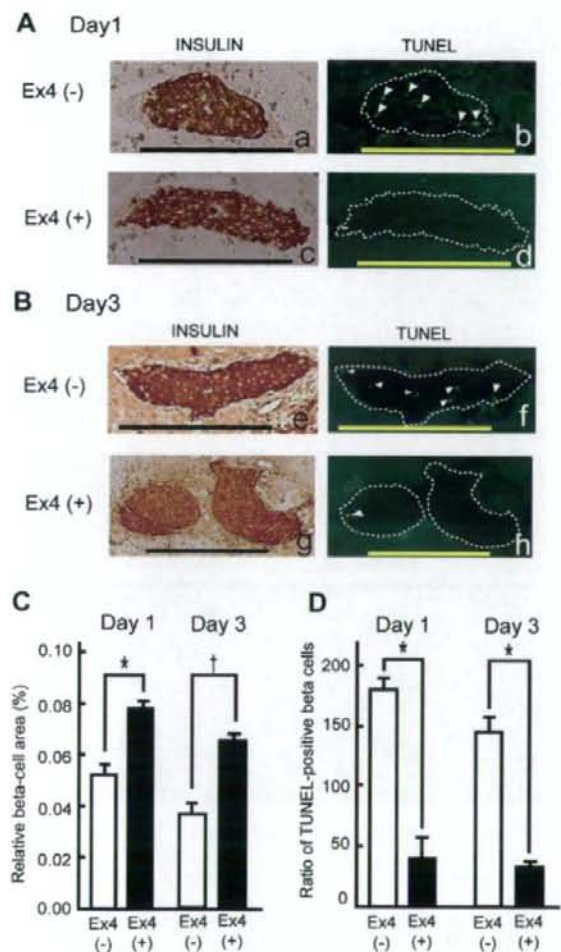 A Day1
INSULIN TUNEL
Ex4 (-)
a b
Ex4 (+)
c d
B Day3
INSULIN TUNEL
Ex4 (-)
e f
Ex4 (+)
g h
C
Day 1 Day 3
Relative beta-cell area (%)
0.10
0.08
0.06
0.04
0.02
0.00
* †
Ex4 Ex4 Ex4 Ex4
(-) (+) (-) (+)
D
Day 1 Day 3
Ratio of TUNEL-positive beta cells
200
150
100
50
0
* *
Ex4 Ex4 Ex4 Ex4
(-) (+) (-) (+)